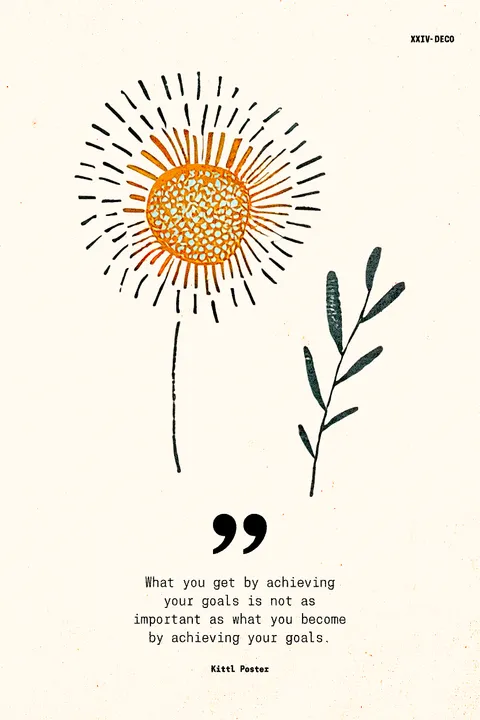 XXIV-DECO
”
What you get by achieving
your goals is not as
important as what you become
by achieving your goals.
Kittl Poster